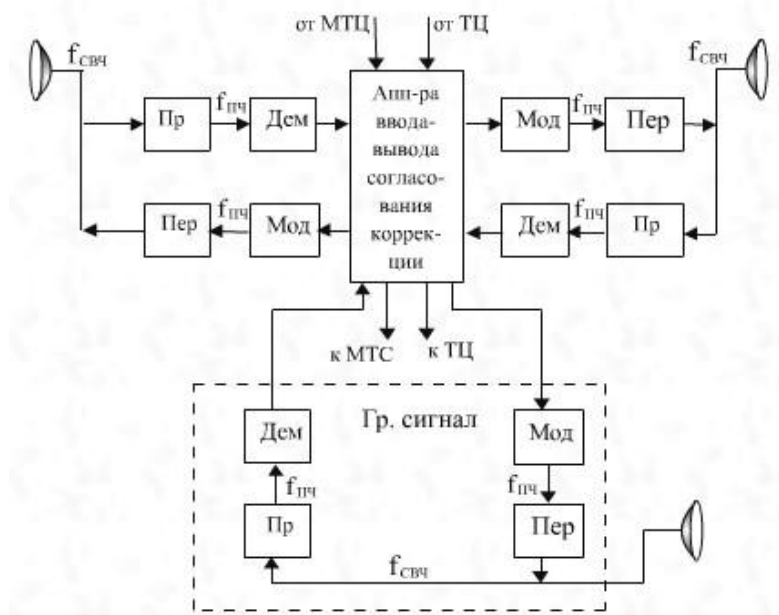 от МТЦ от ТЦ
fСВЧ fСВЧ
Пр fПЧ Дем
Апп-ра
ввода-
вывода
согласо-
вания
коррек-
ции
Мод fПЧ Пер
Пер fПЧ Мод
Дем fПЧ Пр
к МТС к ТЦ
Дем Гр. сигнал Мод
fПЧ fПЧ
Пр Пер
fСВЧ